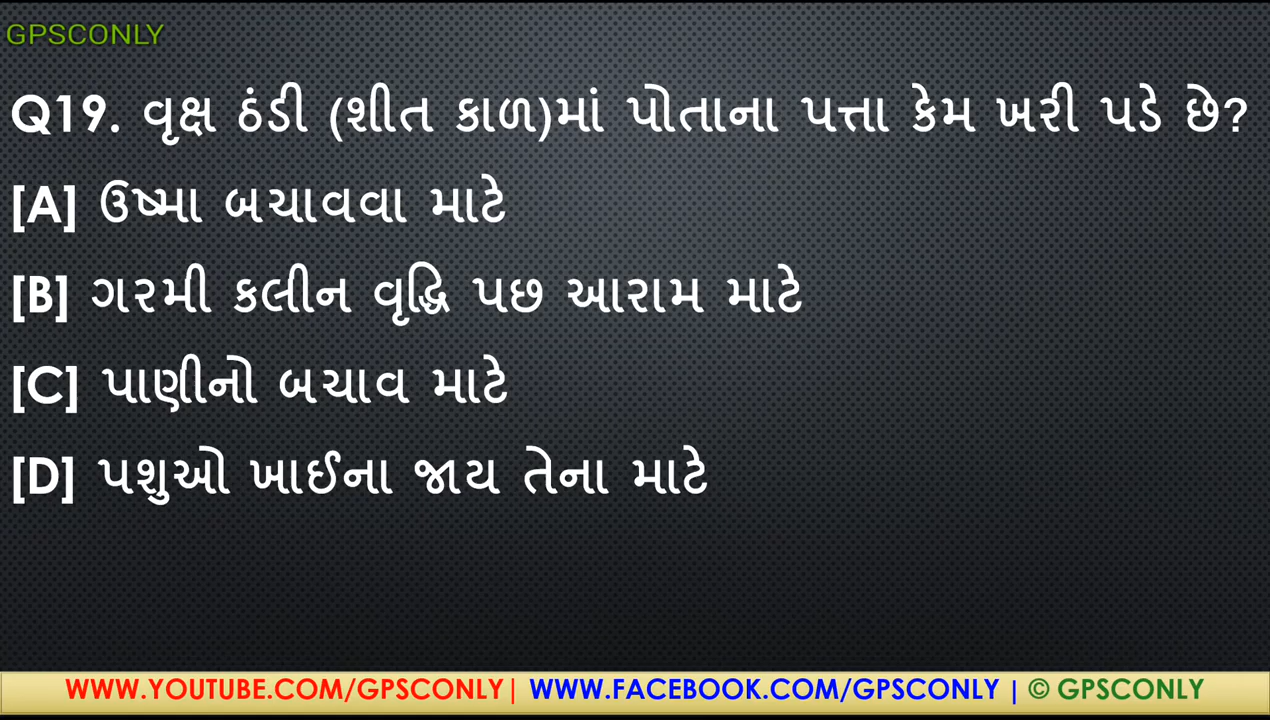 GPSCONLY
Q19. વૃક્ષ ઠંડી (શીત કાળ)માં પોતાના પત્તા કેમ ખરી પડે છે?
[A] ઉષ્મા બચાવવા માટે
[B] ગરમી કલીન વૃદ્ધિ પછ આરામ માટે
[C] પાણીનો બચાવ માટે
[D] પશુઓ ખાઈના જાય તેના માટે
WWW.YOUTUBE.COM/GPSCONLY| WWW.FACEBOOK.COM/GPSCONLY | © GPSCONLY